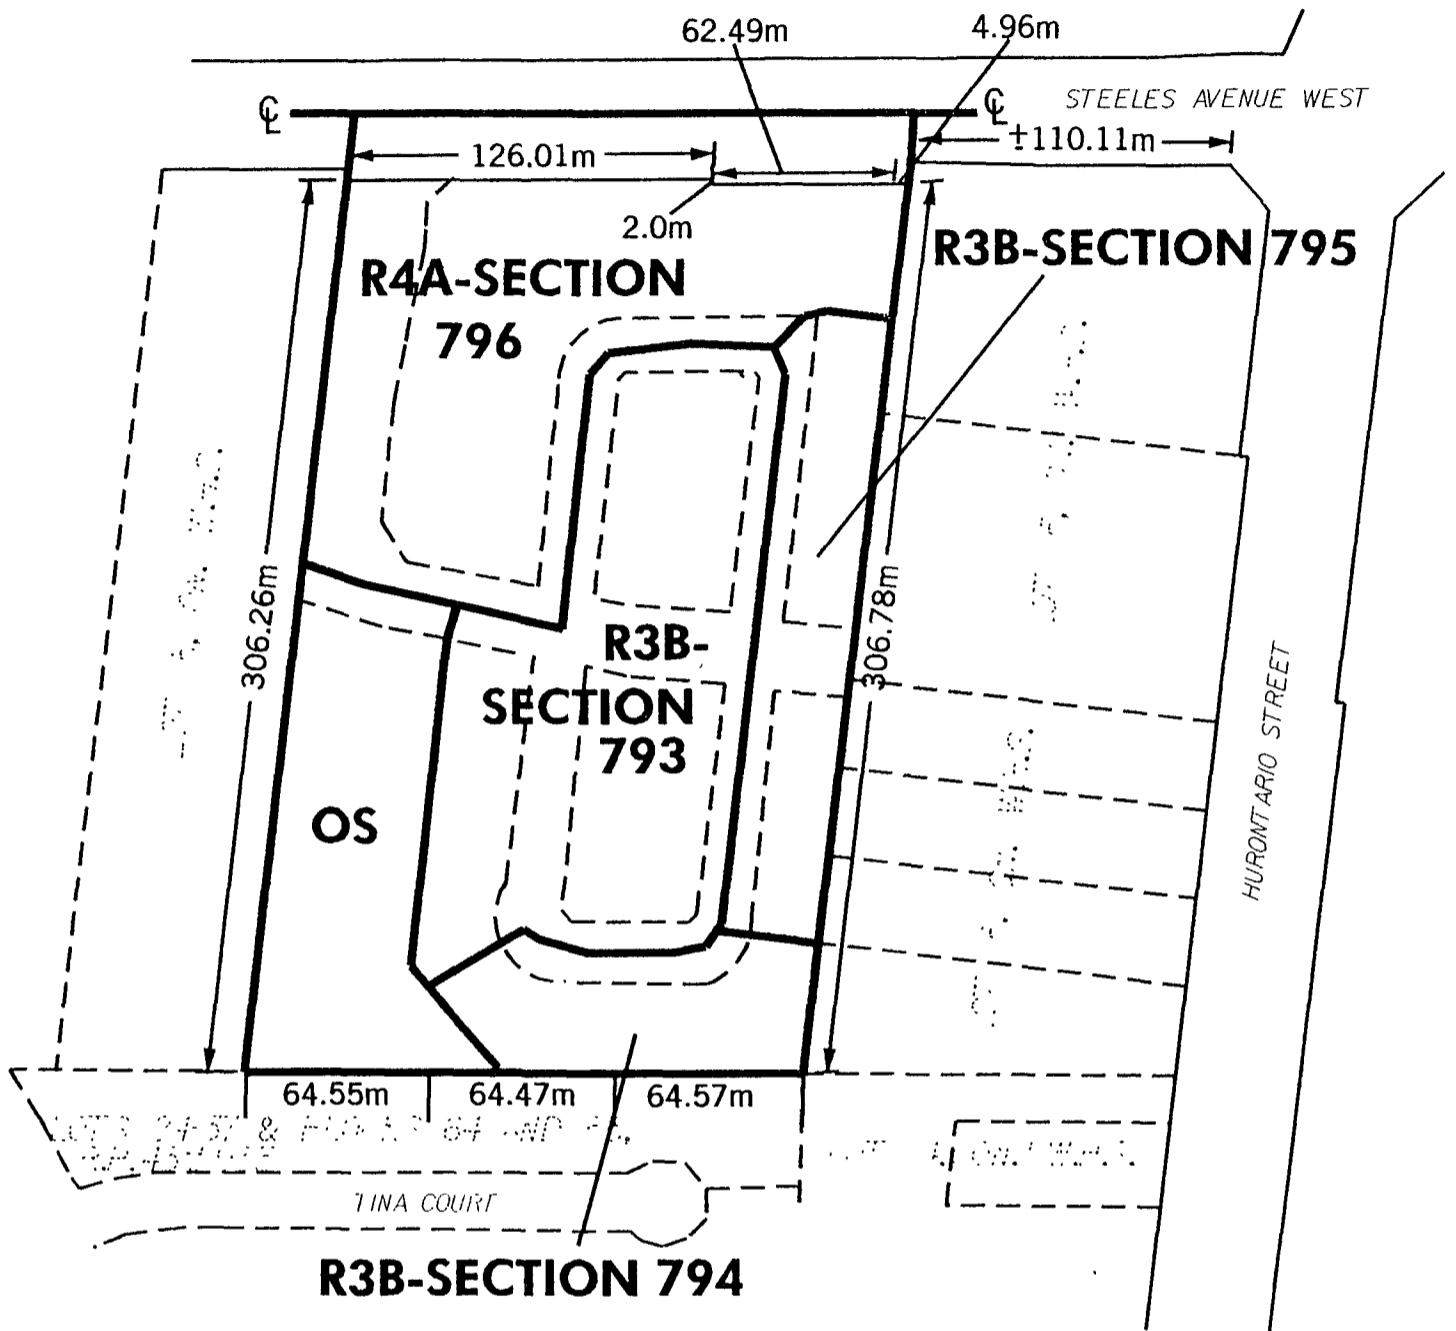 62.49m
4.96m
STEELES AVENUE WEST
℄
℄
126.01m
±110.11m
2.0m
R3B-SECTION 795
R4A-SECTION
796
306.26m
306.78m
R3B-
SECTION
793
HURONTARIO STREET
OS
64.55m
64.47m
64.57m
TINA COURT
R3B-SECTION 794